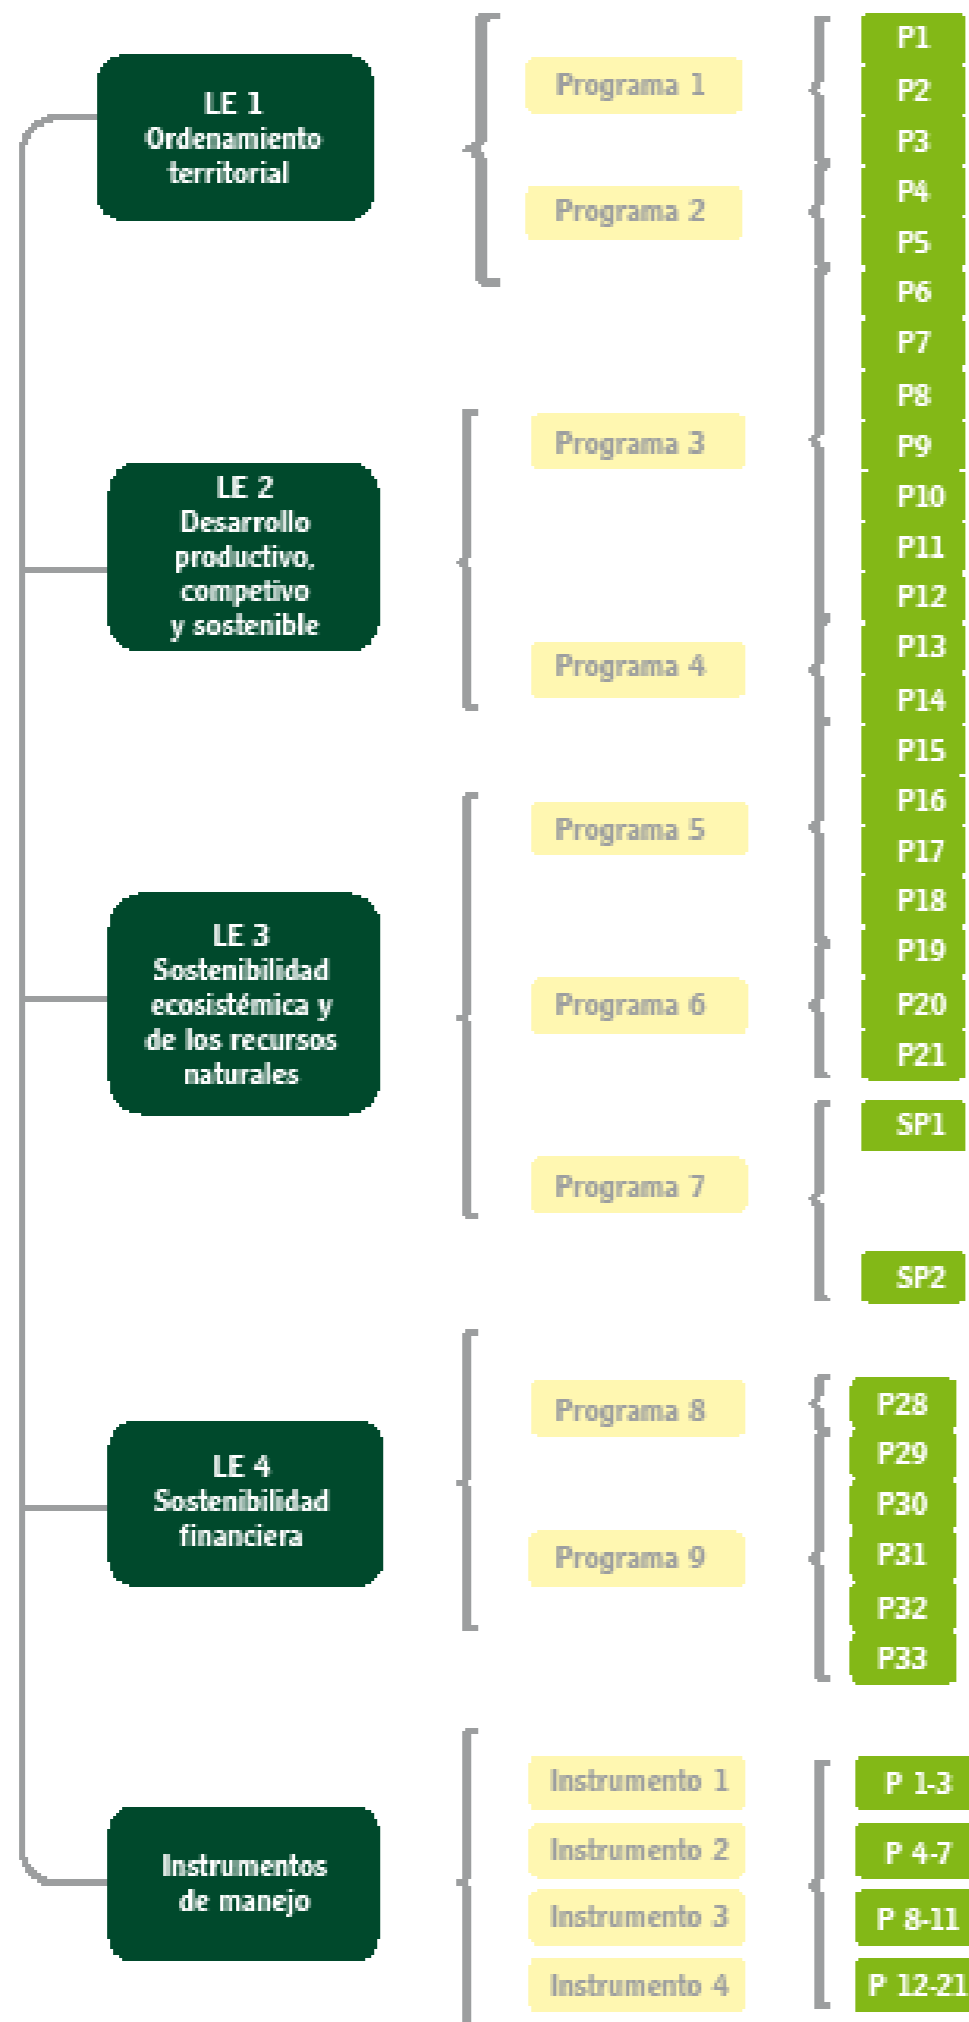 LE 1
Ordenamiento
territorial
Programa 1
Programa 2
P1
P2
P3
P4
P5
P6
P7
P8
P9
P10
P11
P12
P13
P14
P15
P16
P17
P18
P19
P20
P21
LE 2
Desarrollo
productivo,
competivo
y sostenible
Programa 3
Programa 4
LE 3
Sostenibilidad
ecosistémica y
de los recursos
naturales
Programa 5
Programa 6
Programa 7
SP1
SP2
LE 4
Sostenibilidad
financiera
Programa 8
Programa 9
P28
P29
P30
P31
P32
P33
Instrumentos
de manejo
Instrumento 1
Instrumento 2
Instrumento 3
Instrumento 4
P 1-3
P 4-7
P 8-11
P 12-21